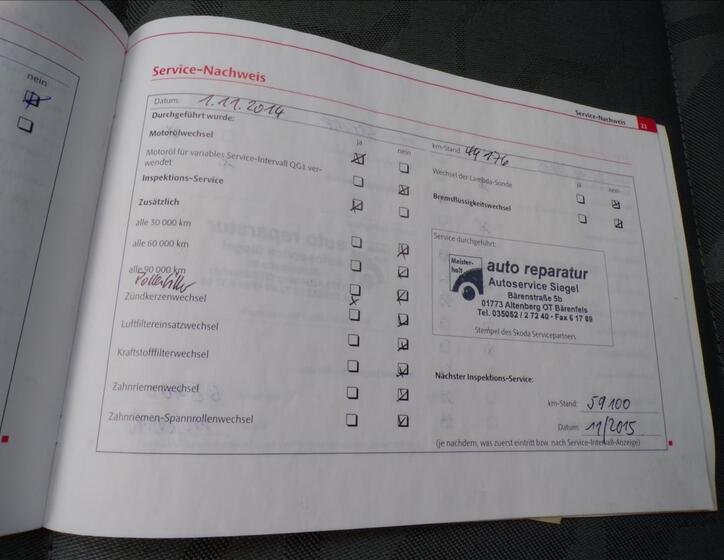 nein
Service-Nachweis
Service-Nachweis 21
Datum: 1.11.2014
Durchgeführt wurde:
ja nein
Motorölwechsel
Motoröl für variables Service-Intervall QG1 ver-
wendet
Inspektions-Service
Zusätzlich
alle 30 000 km
alle 60 000 km
alle 90 000 km
Pollenfilter
Zündkerzenwechsel
Luftfiltereinsatzwechsel
Kraftstofffilterwechsel
Zahnriemenwechsel
Zahnriemen-Spannrollenwechsel
km-Stand: 49176
ja nein
Wechsel der Lambda-Sonde
Bremsflüssigkeitswechsel
Service durchgeführt:
Meister-
haft
auto reparatur
Autoservice Siegel
Bärenstraße 5b
01773 Altenberg OT Bärenfels
Tel. 035052 / 2 72 40 - Fax 6 17 89
Stempel des Skoda Servicepartners
Nächster Inspektions-Service:
km-Stand: 59100
Datum: 11/2015
(je nachdem, was zuerst eintritt bzw. nach Service-Intervall-Anzeige)